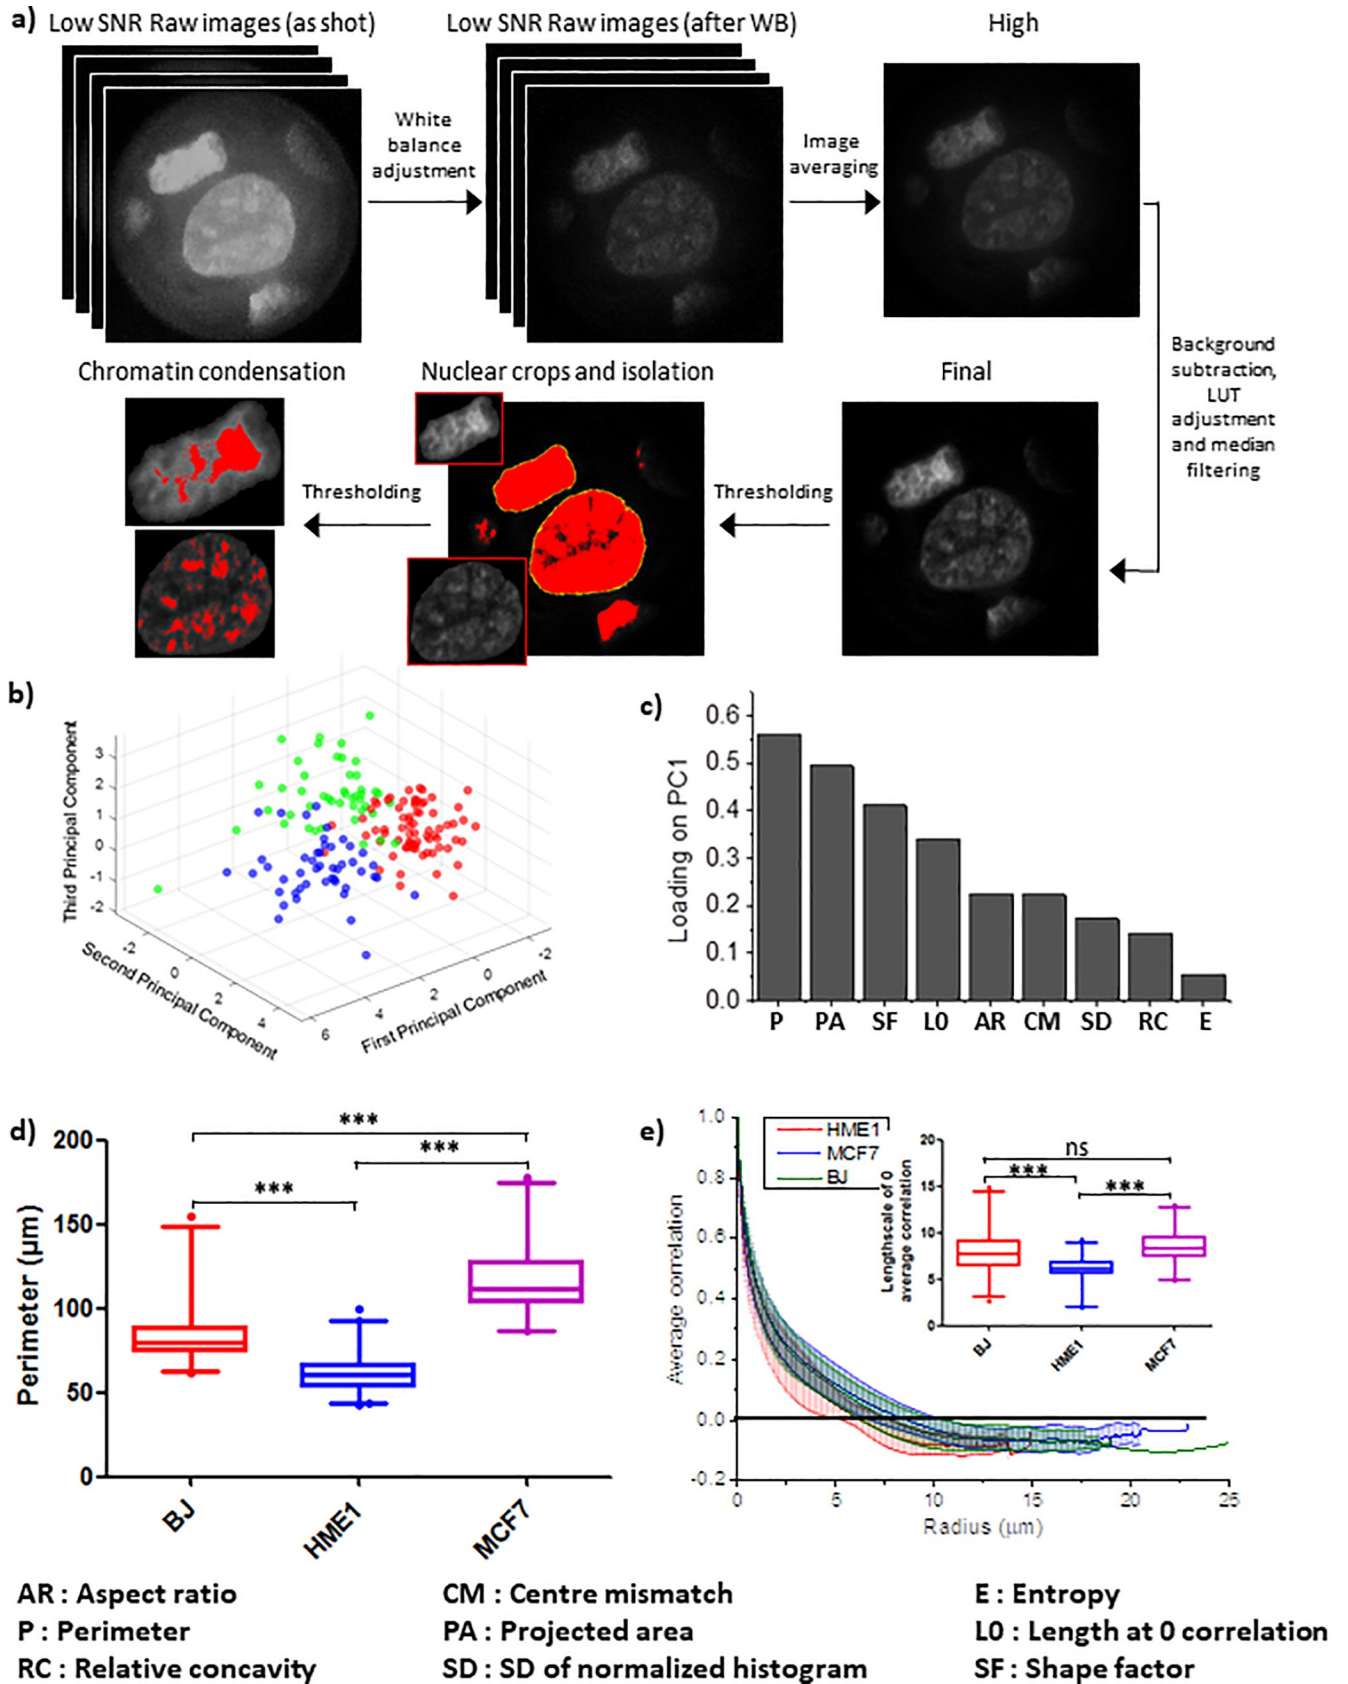 a)
Low SNR Raw images (as shot)
Low SNR Raw images (after WB)
High
White
balance
adjustment
Image
averaging
Background
subtraction,
LUT
adjustment
and median
filtering
Chromatin condensation
Nuclear crops and isolation
Final
Thresholding
Thresholding
b)
Third Principal Component
3
2
1
0
-1
-2
Second Principal Component
-2
0
2
4
First Principal Component
6
4
2
0
-2
c)
Loading on PC1
0.6
0.5
0.4
0.3
0.2
0.1
0.0
P PA SF L0 AR CM SD RC E
d)
Perimeter (µm)
200
150
100
50
0
***
***
***
BJ
HME1
MCF7
e)
Average correlation
1.0
0.8
0.6
0.4
0.2
0.0
-0.2
0 5 10 15 20 25
Radius (µm)
HME1
MCF7
BJ
Lengthscale of 0
average correlation
20
15
10
5
0
ns
***
***
BJ
HME1
MCF7
AR : Aspect ratio
CM : Centre mismatch
E : Entropy
P : Perimeter
PA : Projected area
L0 : Length at 0 correlation
RC : Relative concavity
SD : SD of normalized histogram
SF : Shape factor